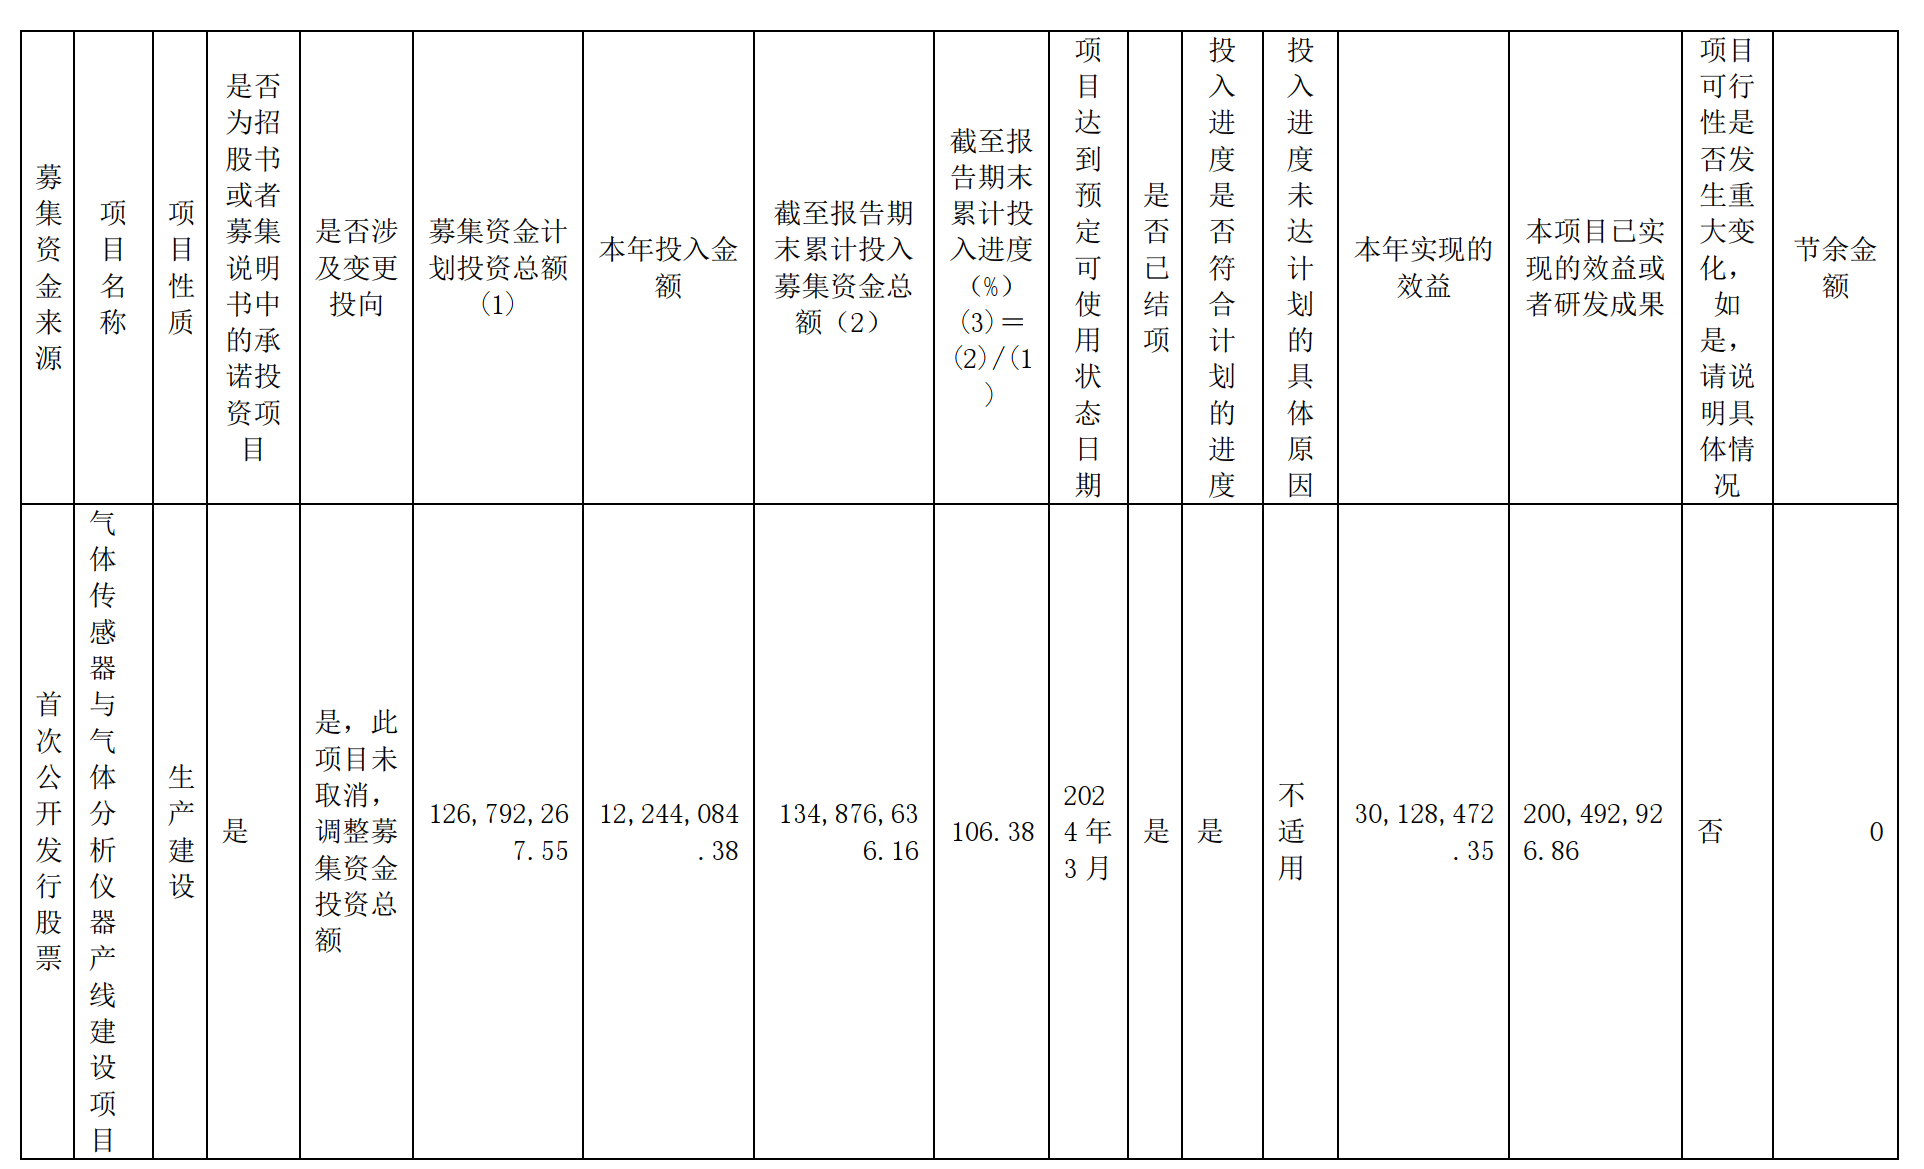 募
集
资
金
来
源
项
目
名
称
项
目
性
质
是否
为招
股书
或者
募集
说明
书中
的承
诺投
资项
目
是否涉
及变更
投向
募集资金计
划投资总额
(1)
本年投入金
额
截至报告期
末累计投入
募集资金总
额（2）
截至报
告期末
累计投
入进度
（%）
(3)＝
(2)/(1
)
项
目
达
到
预
定
可
使
用
状
态
日
期
是
否
已
结
项
投
入
进
度
是
否
符
合
计
划
的
进
度
投
入
进
度
未
达
计
划
的
具
体
原
因
本年实现的
效益
本项目已实
现的效益或
者研发成果
项目
可行
性是
否发
生重
大变
化，
如
是，
请说
明具
体情
况
节余金
额
首
次
公
开
发
行
股
票
气
体
传
感
器
与
气
体
分
析
仪
器
产
线
建
设
项
目
生
产
建
设
是
是，此
项目未
取消，
调整募
集资金
投资总
额
126,792,26
7.55
12,244,084
.38
134,876,63
6.16
106.38
202
4年
3月
是
是
不
适
用
30,128,472
.35
200,492,92
6.86
否
0